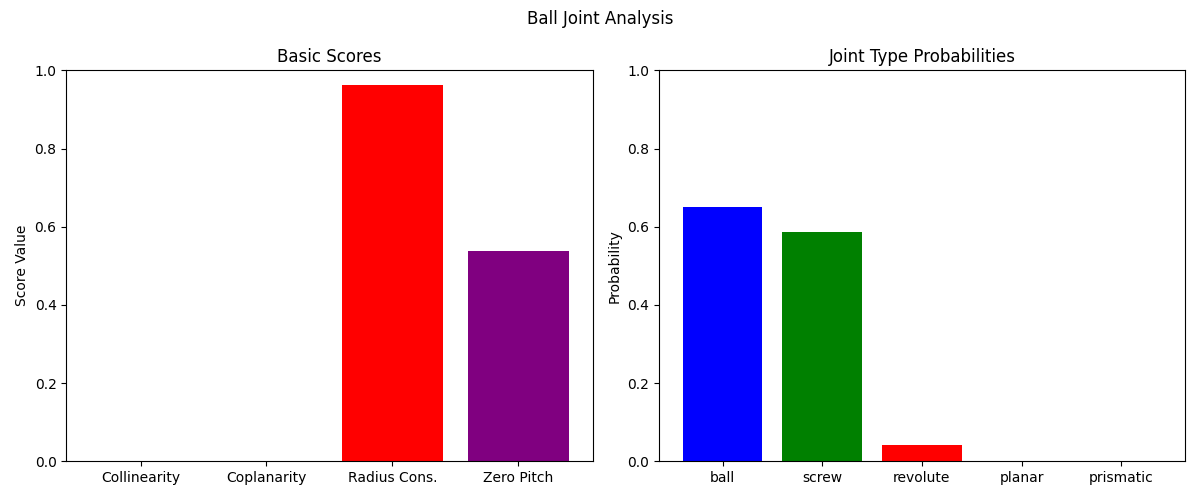 Ball Joint Analysis
Basic Scores
Score Value
1.0
0.8
0.6
0.4
0.2
0.0
Collinearity Coplanarity Radius Cons. Zero Pitch
Joint Type Probabilities
Probability
1.0
0.8
0.6
0.4
0.2
0.0
ball screw revolute planar prismatic